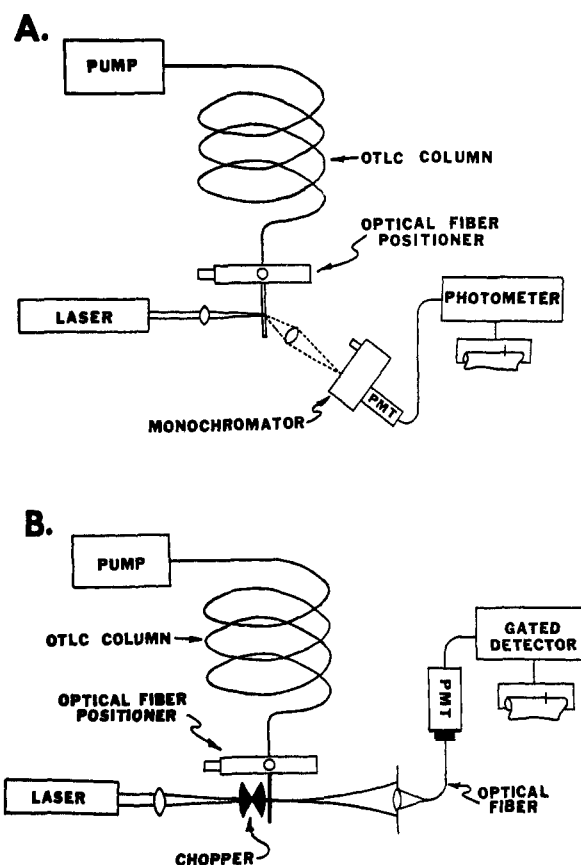 A.
PUMP
OTLC COLUMN
OPTICAL FIBER
POSITIONER
LASER
PHOTOMETER
PMT
MONOCHROMATOR
B.
PUMP
OTLC COLUMN
GATED
DETECTOR
PMT
OPTICAL FIBER
POSITIONER
LASER
OPTICAL
FIBER
CHOPPER